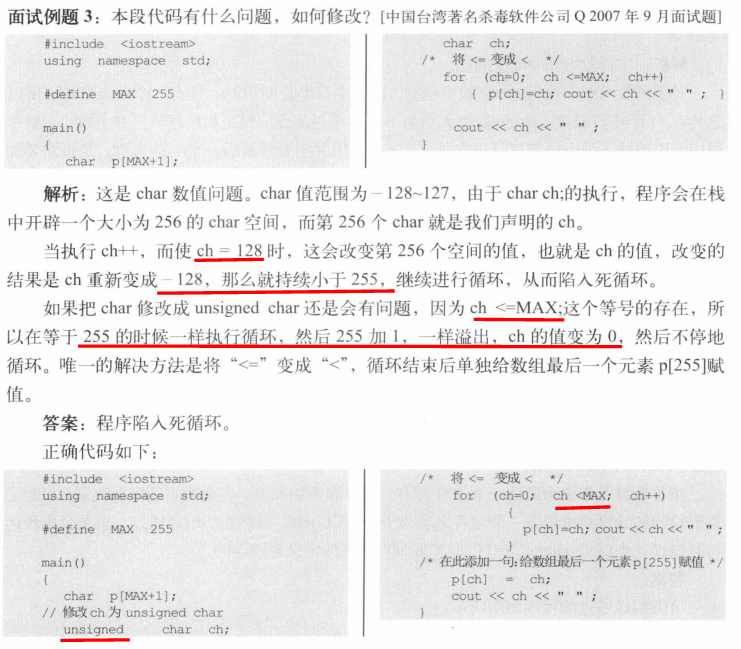 面试例题 3：本段代码有什么问题，如何修改？[中国台湾著名杀毒软件公司 Q 2007 年 9 月面试题]
#include <iostream>
using namespace std;
#define MAX 255
main()
{
char p[MAX+1];
char ch;
/* 将 <= 变成 < */
for (ch=0; ch <=MAX; ch++)
{ p[ch]=ch; cout << ch << " " ; }
cout << ch << " " ;
}
解析：这是 char 数值问题。char 值范围为－128~127，由于 char ch;的执行，程序会在栈
中开辟一个大小为 256 的 char 空间，而第 256 个 char 就是我们声明的 ch。
当执行 ch++，而使 ch = 128 时，这会改变第 256 个空间的值，也就是 ch 的值，改变的
结果是 ch 重新变成－128，那么就持续小于 255，继续进行循环，从而陷入死循环。
如果把 char 修改成 unsigned char 还是会有问题，因为 ch <=MAX;这个等号的存在，所
以在等于 255 的时候一样执行循环，然后 255 加 1，一样溢出，ch 的值变为 0，然后不停地
循环。唯一的解决方法是将“<=”变成“<”，循环结束后单独给数组最后一个元素 p[255]赋
值。
答案：程序陷入死循环。
正确代码如下：
#include <iostream>
using namespace std;
#define MAX 255
main()
{
char p[MAX+1];
// 修改 ch 为 unsigned char
unsigned char ch;
/* 将 <= 变成 < */
for (ch=0; ch <MAX; ch++)
{
p[ch]=ch; cout << ch << " " ;
}
/* 在此添加一句:给数组最后一个元素 p[255]赋值 */
p[ch] = ch;
cout << ch << " " ;
}